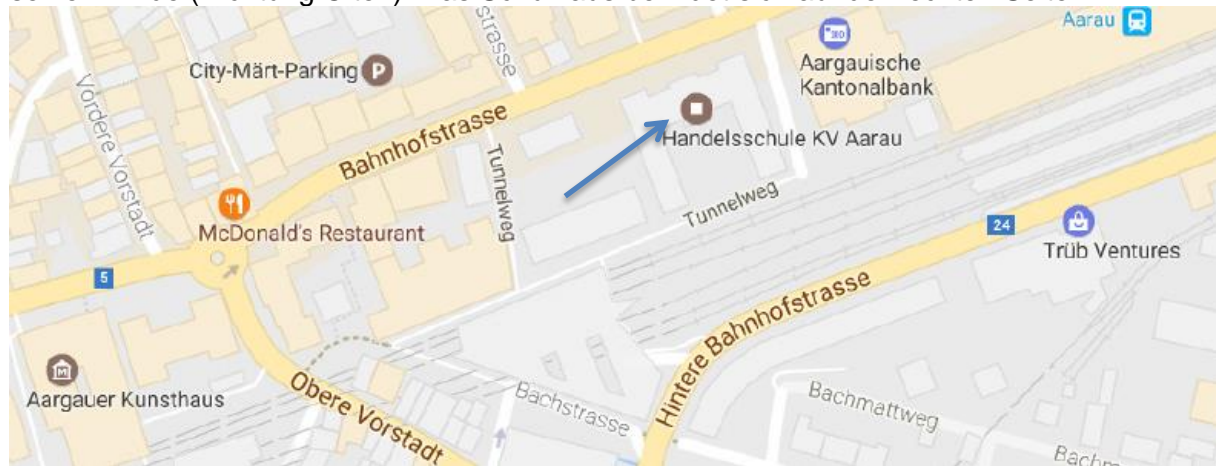 Aarau
City-Märt-Parking
P
strasse
Aargauische
Kantonalbank
Vordere Vorstadt
Bahnhofstrasse
Handelsschule KV Aarau
Tunnelweg
Tunnelweg
McDonald's Restaurant
24
Trüb Ventures
5
Hintere Bahnhofstrasse
Aargauer Kunsthaus
Obere Vorstadt
Bachstrasse
Bachmattweg